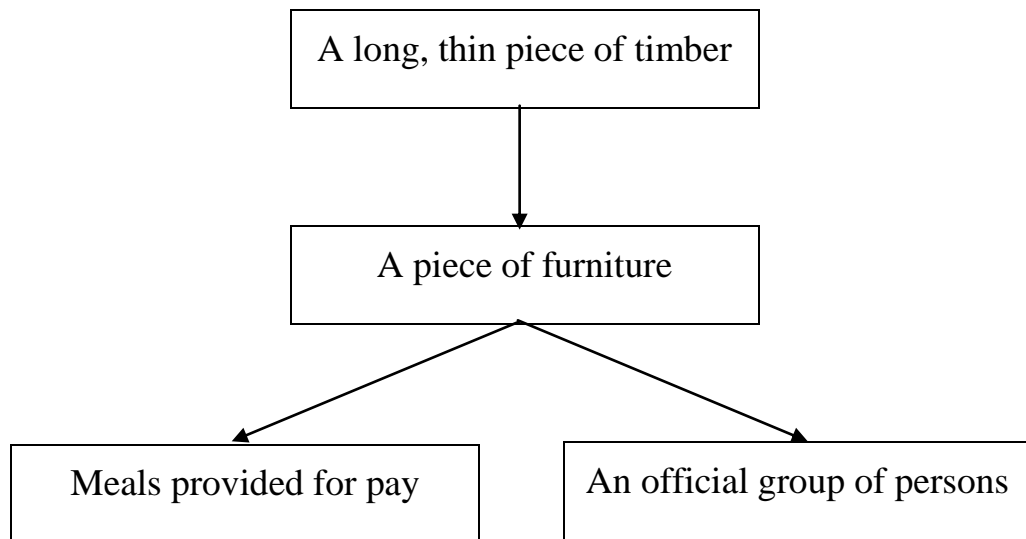 A long, thin piece of timber
A piece of furniture
Meals provided for pay
An official group of persons